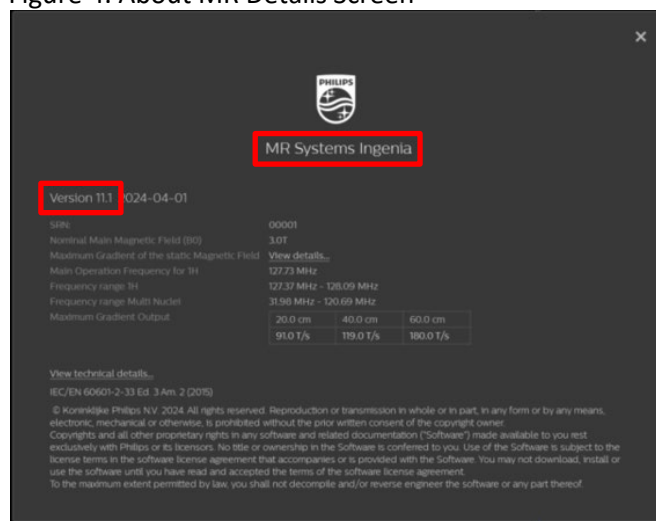 Figure 4. About MR Details Screen
PHILIPS
MR Systems Ingenia
Version 11.1 2024-04-01
SRN: 00001
Nominal Main Magnetic Field (B0) 3.0T
Maximum Gradient of the static Magnetic Field View details...
Main Operation Frequency for 1H 127.73 MHz
Frequency range 1H 127.37 MHz - 128.09 MHz
Frequency range Multi Nuclei 31.98 MHz - 120.69 MHz
Maximum Gradient Output 20.0 cm 40.0 cm 60.0 cm
91.0 T/s 119.0 T/s 180.0 T/s
View technical details...
IEC/EN 60601-2-33 Ed. 3 Am. 2 (2015)
© Koninklijke Philips N.V. 2024. All rights reserved. Reproduction or transmission in whole or in part, in any form or by any means,
electronic, mechanical or otherwise, is prohibited without the prior written consent of the copyright owner.
Copyrights and all other proprietary rights in any software and related documentation ("Software") made available to you rest
exclusively with Philips or its licensors. No title or ownership in the Software is conferred to you. Use of the Software is subject to the
license terms in the software license agreement that accompanies or is provided with the Software. You may not download, install or
use the software until you have read and accepted the terms of the software license agreement.
To the maximum extent permitted by law, you shall not decompile and/or reverse engineer the software or any part thereof.